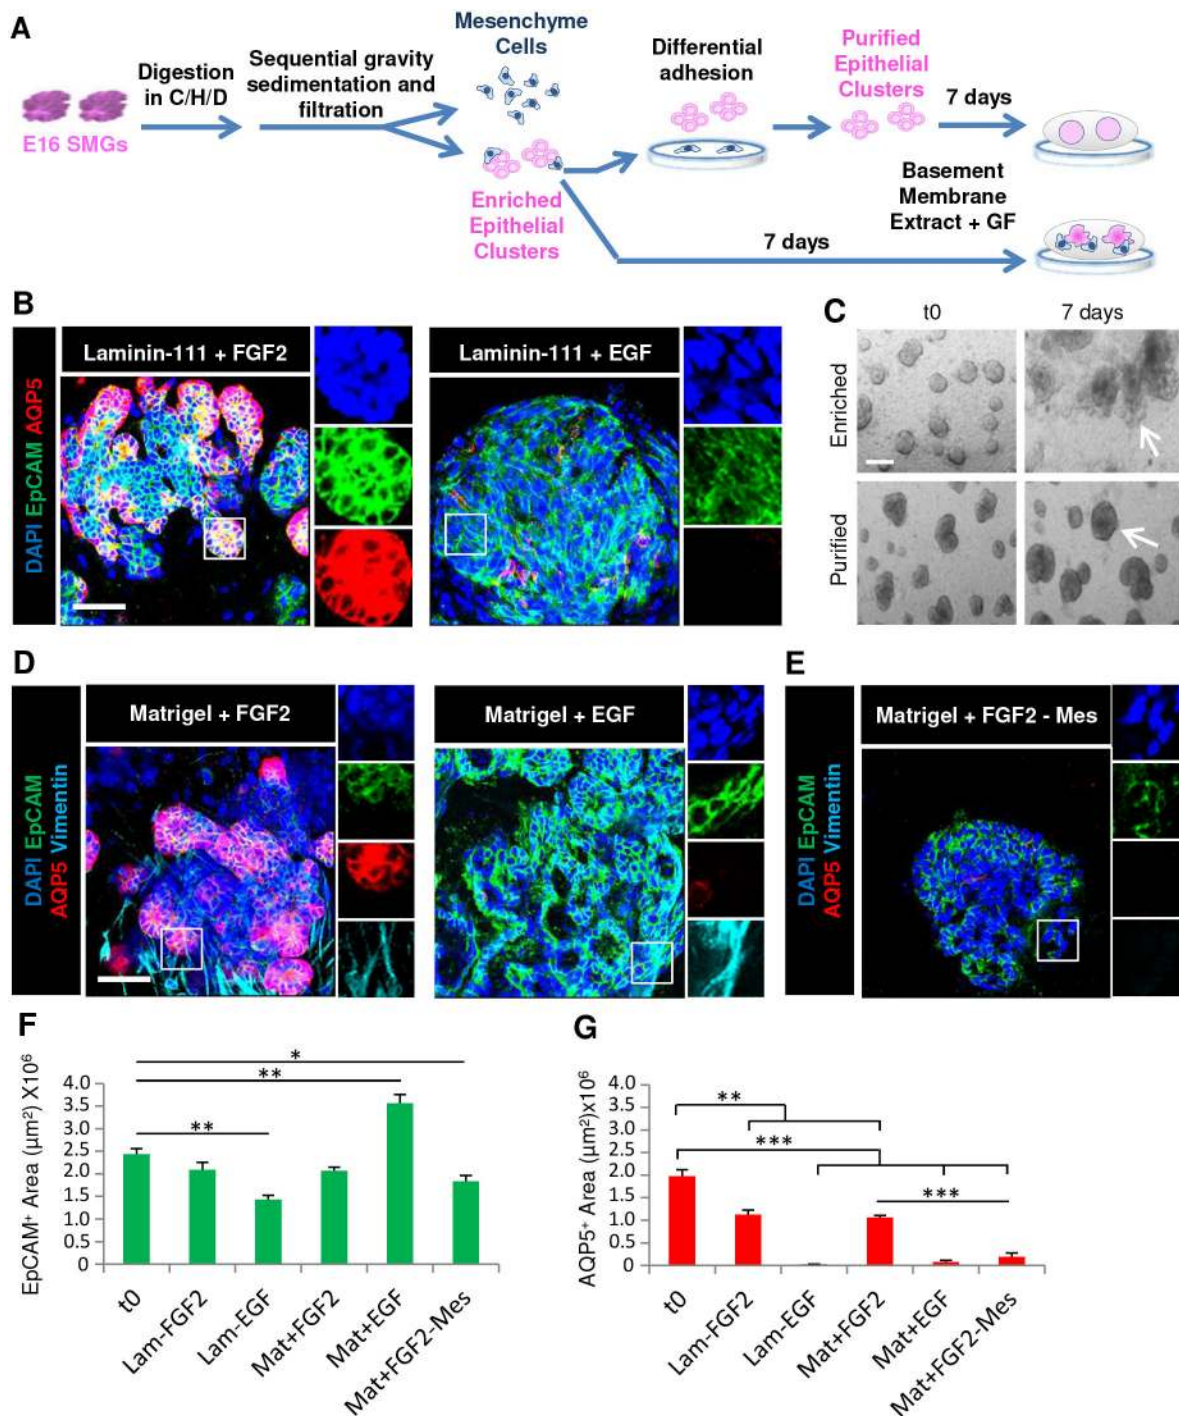 A
E16 SMGs
Digestion
in C/H/D
Sequential gravity
sedimentation and
filtration
Mesenchyme
Cells
Enriched
Epithelial
Clusters
Differential
adhesion
Purified
Epithelial
Clusters
7 days
Basement
Membrane
Extract + GF
7 days
B
DAPI EpCAM AQP5
Laminin-111 + FGF2
Laminin-111 + EGF
C
t0
7 days
Enriched
Purified
D
DAPI EpCAM
AQP5 Vimentin
Matrigel + FGF2
Matrigel + EGF
E
DAPI EpCAM
AQP5 Vimentin
Matrigel + FGF2 - Mes
F
EpCAM⁺ Area (µm²) X10⁶
4.0
3.5
3.0
2.5
2.0
1.5
1.0
0.5
0
*
**
**
t0
Lam-FGF2
Lam-EGF
Mat+FGF2
Mat+EGF
Mat+FGF2-Mes
G
AQP5⁺ Area (µm²)x10⁶
4.0
3.5
3.0
2.5
2.0
1.5
1.0
0.5
0
**
***
***
t0
Lam-FGF2
Lam-EGF
Mat+FGF2
Mat+EGF
Mat+FGF2-Mes